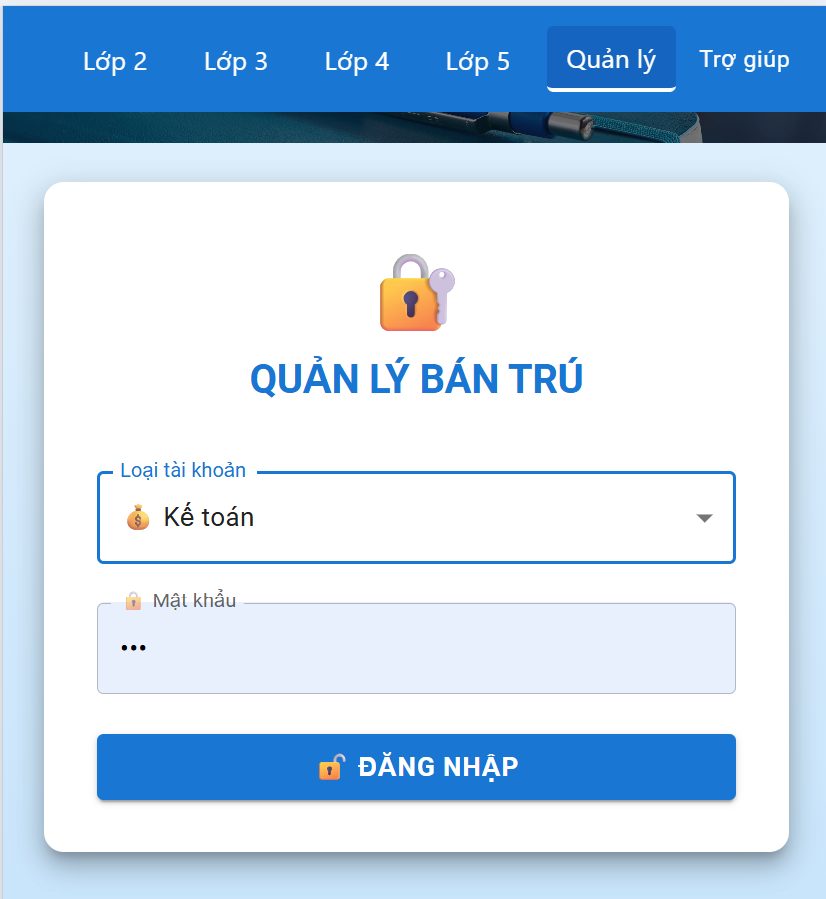 Lớp 2 Lớp 3 Lớp 4 Lớp 5 Quản lý Trợ giúp
QUẢN LÝ BÁN TRÚ
Loại tài khoản
Kế toán
Mật khẩu
•••
ĐĂNG NHẬP